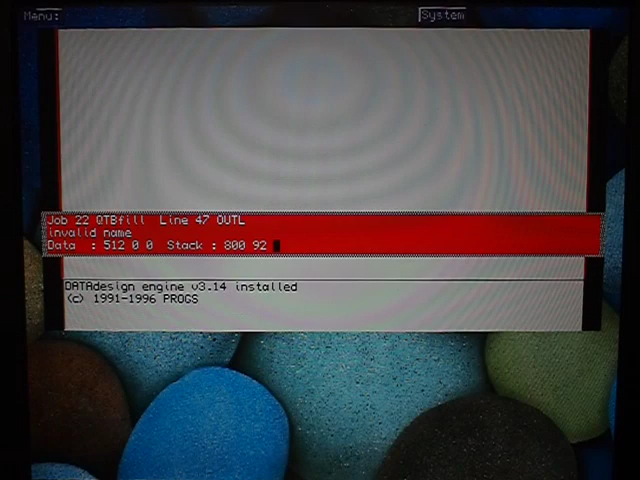 Menu:
System
Job 22 QTBfill Line 47 OUTL
invalid name
Data : 512 0 0 Stack : 800 92
DATAdesign engine v3.14 installed
(c) 1991-1996 PROGS